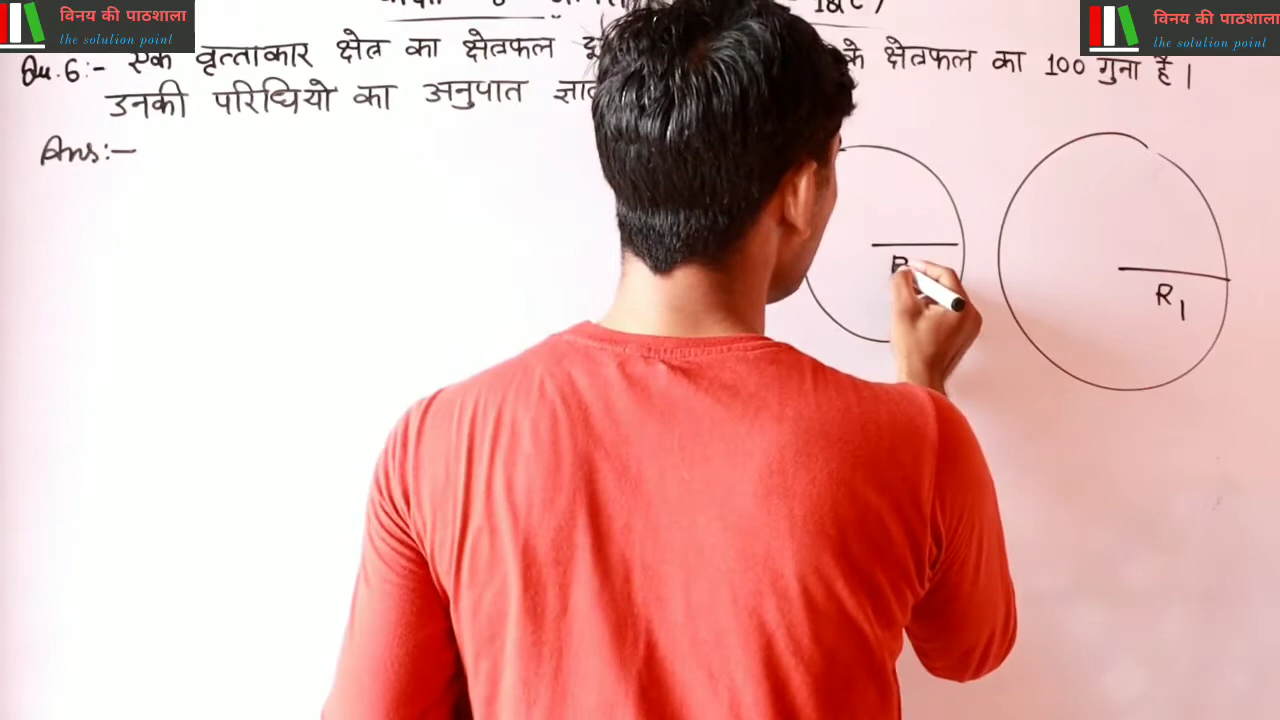 विनय की पाठशाला
the solution point
विनय की पाठशाला
the solution point
Qu. 6:- एक वृत्ताकार क्षेत्र का क्षेत्रफल के क्षेत्रफल का 100 गुना है |
उनकी परिधियो का अनुपात
Ans:-
R1